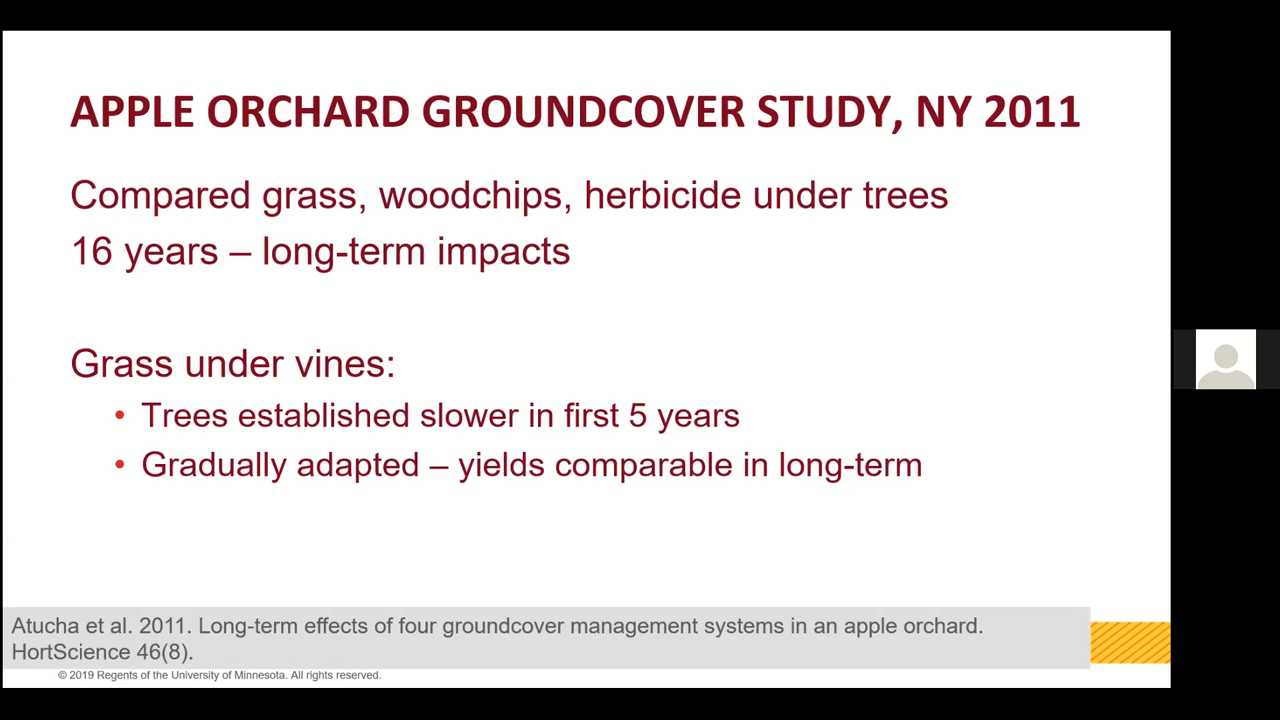 APPLE ORCHARD GROUNDCOVER STUDY, NY 2011
Compared grass, woodchips, herbicide under trees
16 years – long-term impacts
Grass under vines:
• Trees established slower in first 5 years
• Gradually adapted – yields comparable in long-term
Atucha et al. 2011. Long-term effects of four groundcover management systems in an apple orchard.
HortScience 46(8).
© 2019 Regents of the University of Minnesota. All rights reserved.